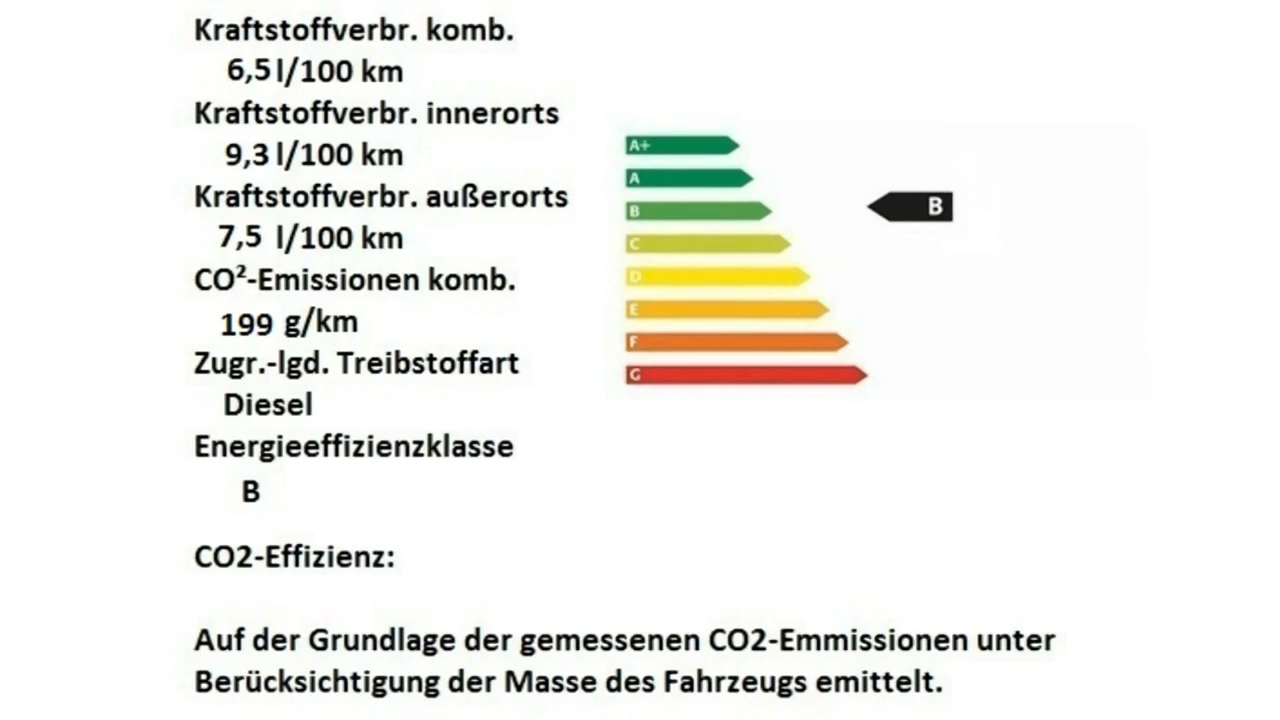 Kraftstoffverbr. komb.
6,5 l/100 km
Kraftstoffverbr. innerorts
9,3 l/100 km
Kraftstoffverbr. außerorts
7,5 l/100 km
CO²-Emissionen komb.
199 g/km
Zugr.-lgd. Treibstoffart
Diesel
Energieeffizienzklasse
B
A+
A
B
C
D
E
F
G
B
CO2-Effizienz:
Auf der Grundlage der gemessenen CO2-Emmissionen unter
Berücksichtigung der Masse des Fahrzeugs emittelt.